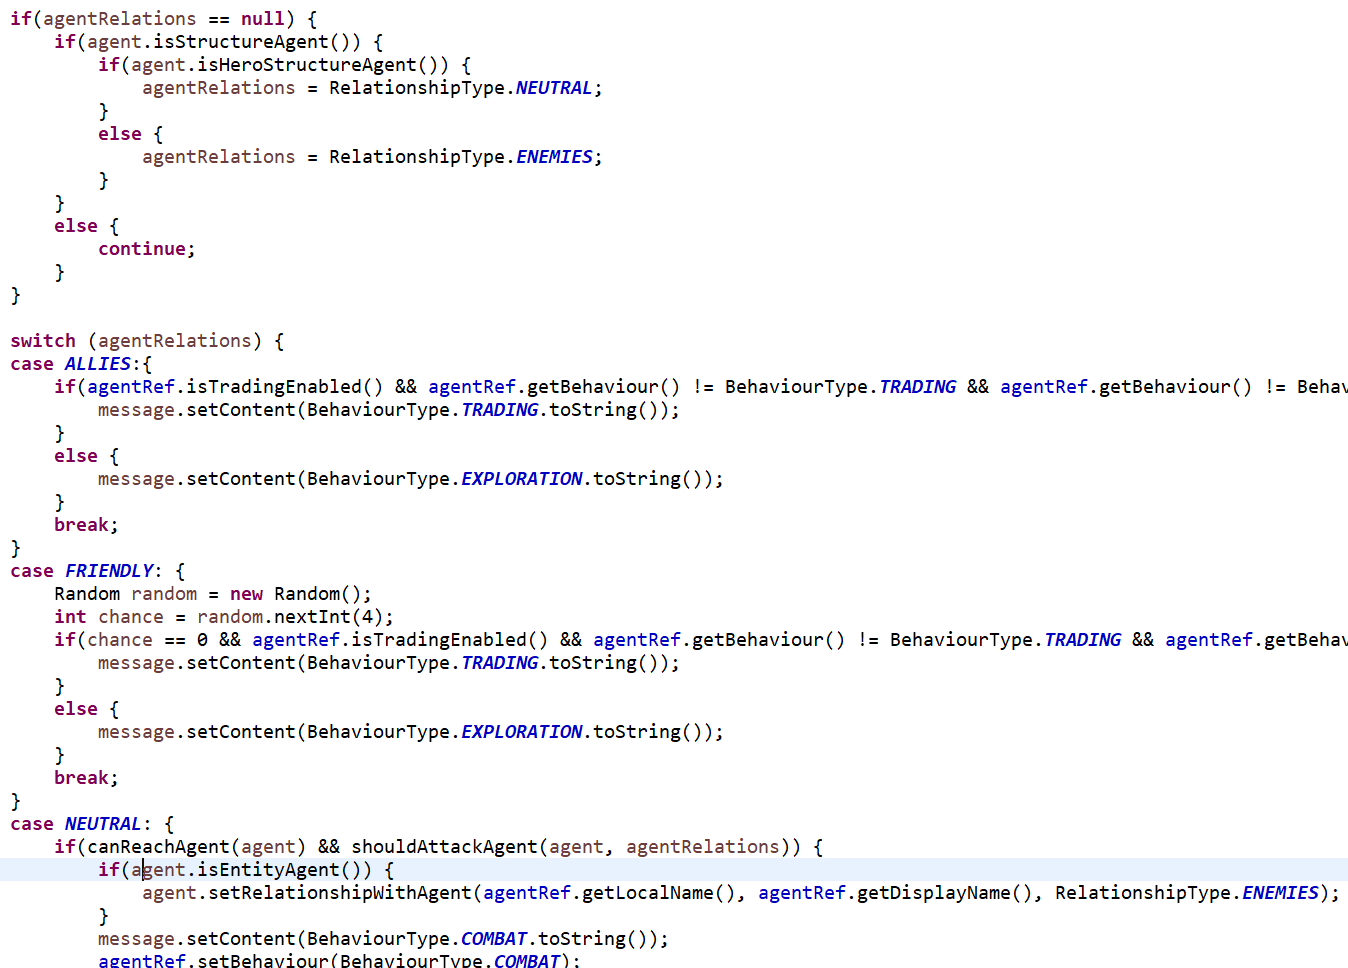 if(agentRelations == null) {
    if(agent.isStructureAgent()) {
        if(agent.isHeroStructureAgent()) {
            agentRelations = RelationshipType.NEUTRAL;
        }
        else {
            agentRelations = RelationshipType.ENEMIES;
        }
    }
    else {
        continue;
    }
}

switch (agentRelations) {
case ALLIES:{
    if(agentRef.isTradingEnabled() && agentRef.getBehaviour() != BehaviourType.TRADING && agentRef.getBehaviour() != Behav
        message.setContent(BehaviourType.TRADING.toString());
    }
    else {
        message.setContent(BehaviourType.EXPLORATION.toString());
    }
    break;
}
case FRIENDLY: {
    Random random = new Random();
    int chance = random.nextInt(4);
    if(chance == 0 && agentRef.isTradingEnabled() && agentRef.getBehaviour() != BehaviourType.TRADING && agentRef.getBehav
        message.setContent(BehaviourType.TRADING.toString());
    }
    else {
        message.setContent(BehaviourType.EXPLORATION.toString());
    }
    break;
}
case NEUTRAL: {
    if(canReachAgent(agent) && shouldAttackAgent(agent, agentRelations)) {
        if(agent.isEntityAgent()) {
            agent.setRelationshipWithAgent(agentRef.getLocalName(), agentRef.getDisplayName(), RelationshipType.ENEMIES);
        }
        message.setContent(BehaviourType.COMBAT.toString());
        agentRef.setBehaviour(BehaviourType.COMBAT);